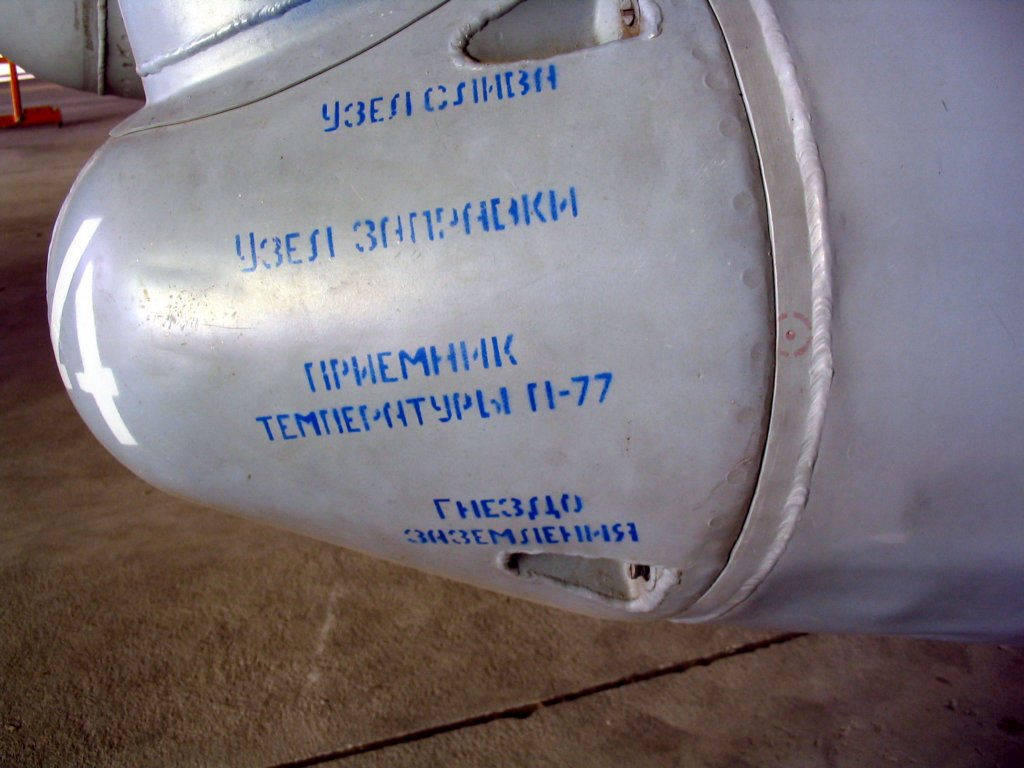 УЗЕЛ СЛИВА
УЗЕЛ ЗАПРАВКИ
ПРИЕМНИК
ТЕМПЕРАТУРЫ П-77
ГНЕЗДО
ЗАЗЕМЛЕНИЯ